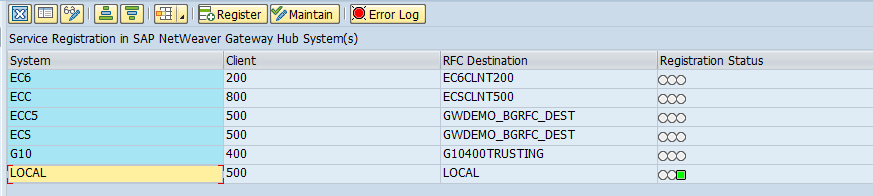 Register Maintain Error Log
Service Registration in SAP NetWeaver Gateway Hub System(s)
System Client RFC Destination Registration Status
EC6 200 EC6CLNT200
ECC 800 ECSCLNT500
ECC5 500 GWDEMO_BGRFC_DEST
ECS 500 GWDEMO_BGRFC_DEST
G10 400 G10400TRUSTING
LOCAL 500 LOCAL